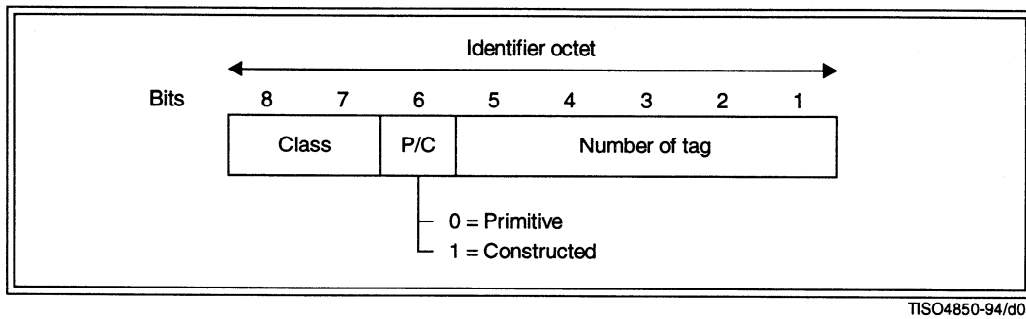 Identifier octet
Bits 8 7 6 5 4 3 2 1
Class P/C Number of tag
0 = Primitive
1 = Constructed
TISO4850-94/d0